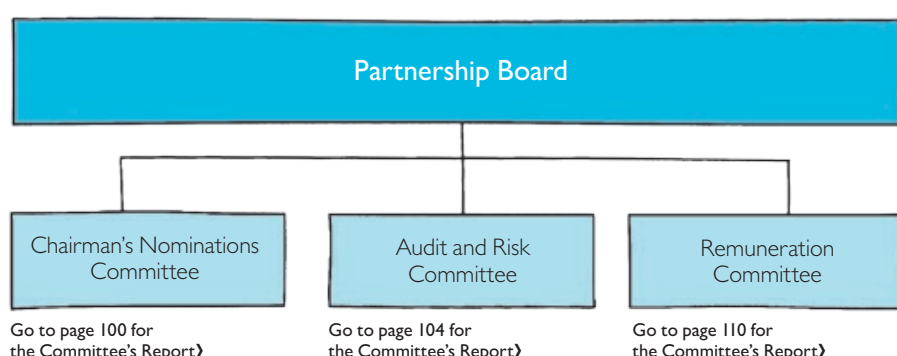 Partnership Board
Chairman's Nominations
Committee
Audit and Risk
Committee
Remuneration
Committee
Go to page 100 for
the Committee's Report❯
Go to page 104 for
the Committee's Report❯
Go to page 110 for
the Committee's Report❯